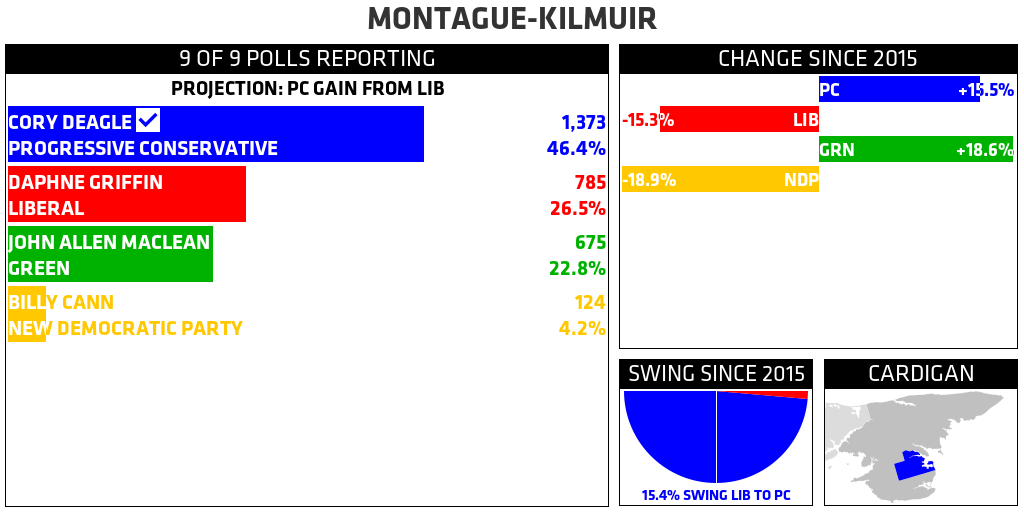 MONTAGUE-KILMUIR
9 OF 9 POLLS REPORTING
PROJECTION: PC GAIN FROM LIB
CORY DEAGLE 1,373
PROGRESSIVE CONSERVATIVE 46.4%
DAPHNE GRIFFIN 785
LIBERAL 26.5%
JOHN ALLEN MACLEAN 675
GREEN 22.8%
BILLY CANN 124
NEW DEMOCRATIC PARTY 4.2%
CHANGE SINCE 2015
PC +15.5%
-15.3% LIB
GRN +18.6%
-18.9% NDP
SWING SINCE 2015
15.4% SWING LIB TO PC
CARDIGAN